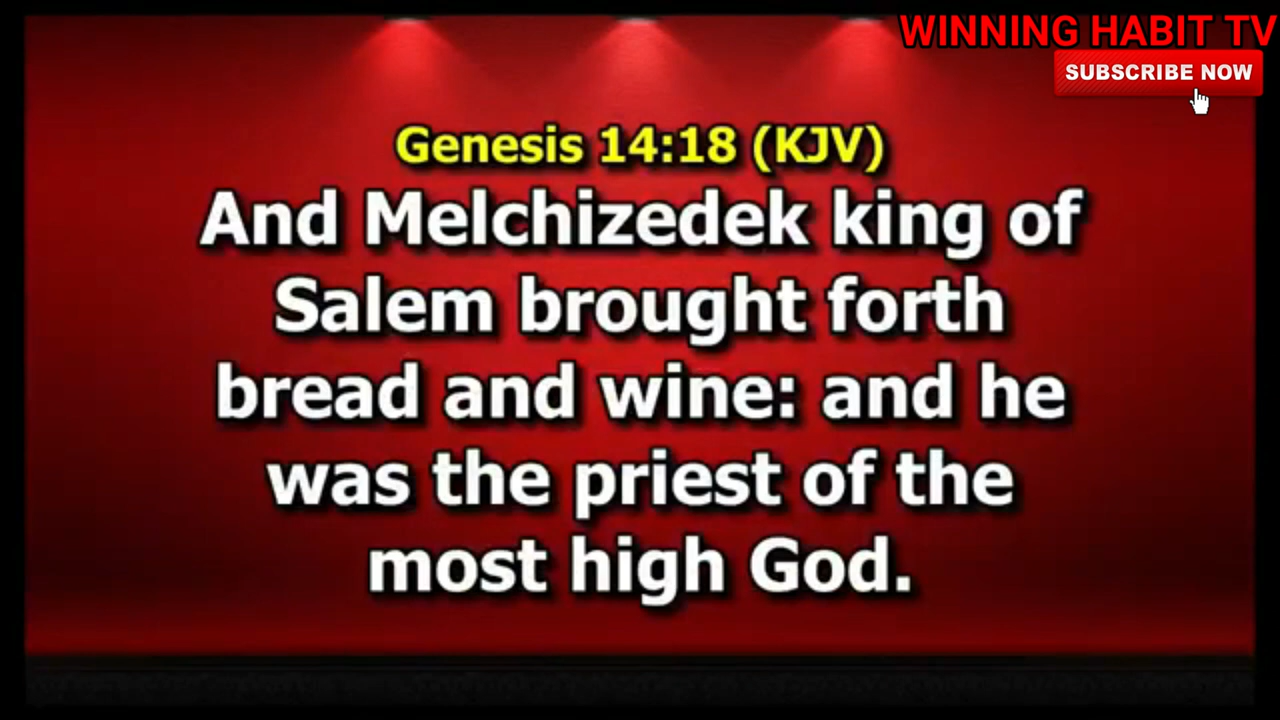 WINNING HABIT TV
SUBSCRIBE NOW
Genesis 14:18 (KJV)
And Melchizedek king of
Salem brought forth
bread and wine: and he
was the priest of the
most high God.